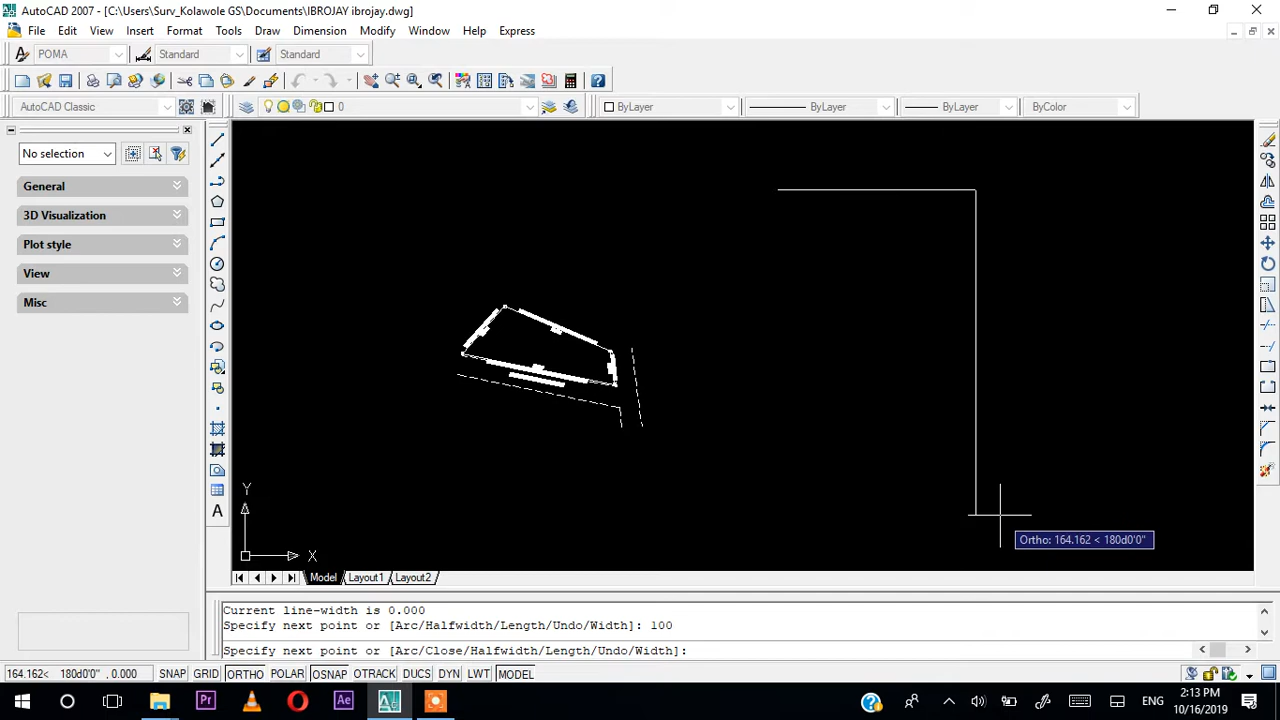 AutoCAD 2007 - [C:\Users\Surv_Kolawole GS\Documents\IBROJAY ibrojay.dwg]
File Edit View Insert Format Tools Draw Dimension Modify Window Help Express
POMA Standard Standard
AutoCAD Classic 0 ByLayer ByLayer ByLayer ByColor
No selection
General
3D Visualization
Plot style
View
Misc
A
Y
X
Ortho: 164.162 < 180d0'0"
Model Layout1 Layout2
Current line-width is 0.000
Specify next point or [Arc/Halfwidth/Length/Undo/Width]: 100
Specify next point or [Arc/Close/Halfwidth/Length/Undo/Width]:
164.162< 180d0'0" , 0.000 SNAP GRID ORTHO POLAR OSNAP OTRACK DUCS DYN LWT MODEL
Pr Ae ENG 2:13 PM
10/16/2019